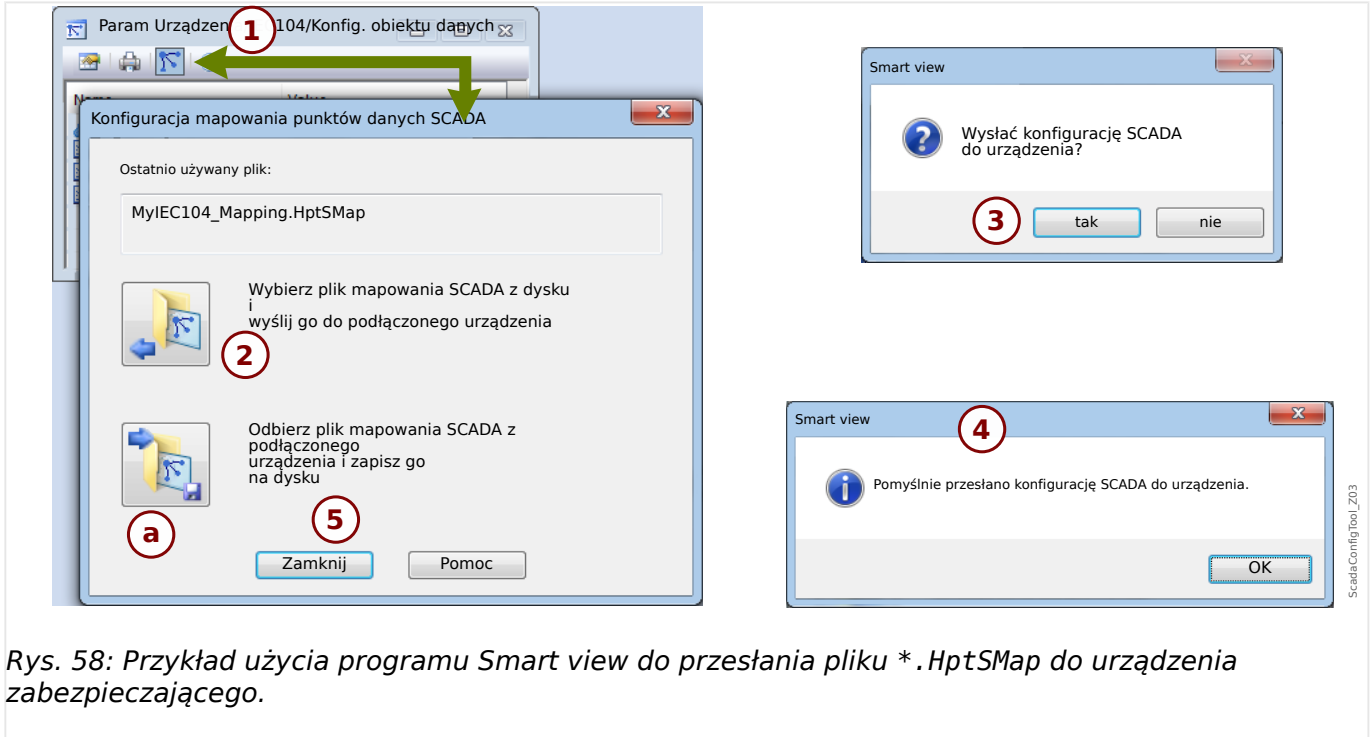 Param Urządzen 1 104/Konfig. obiektu danych
Konfiguracja mapowania punktów danych SCADA
Ostatnio używany plik:
MyIEC104_Mapping.HptSMap
Wybierz plik mapowania SCADA z dysku
i
wyślij go do podłączonego urządzenia
2
Odbierz plik mapowania SCADA z
podłączonego
urządzenia i zapisz go
na dysku
a
5
Zamknij Pomoc
Smart view
Wysłać konfigurację SCADA
do urządzenia?
3 tak nie
Smart view
4
Pomyślnie przesłano konfigurację SCADA do urządzenia.
OK
ScadaConfigTool_Z03
Rys. 58: Przykład użycia programu Smart view do przesłania pliku *.HptSMap do urządzenia
zabezpieczającego.